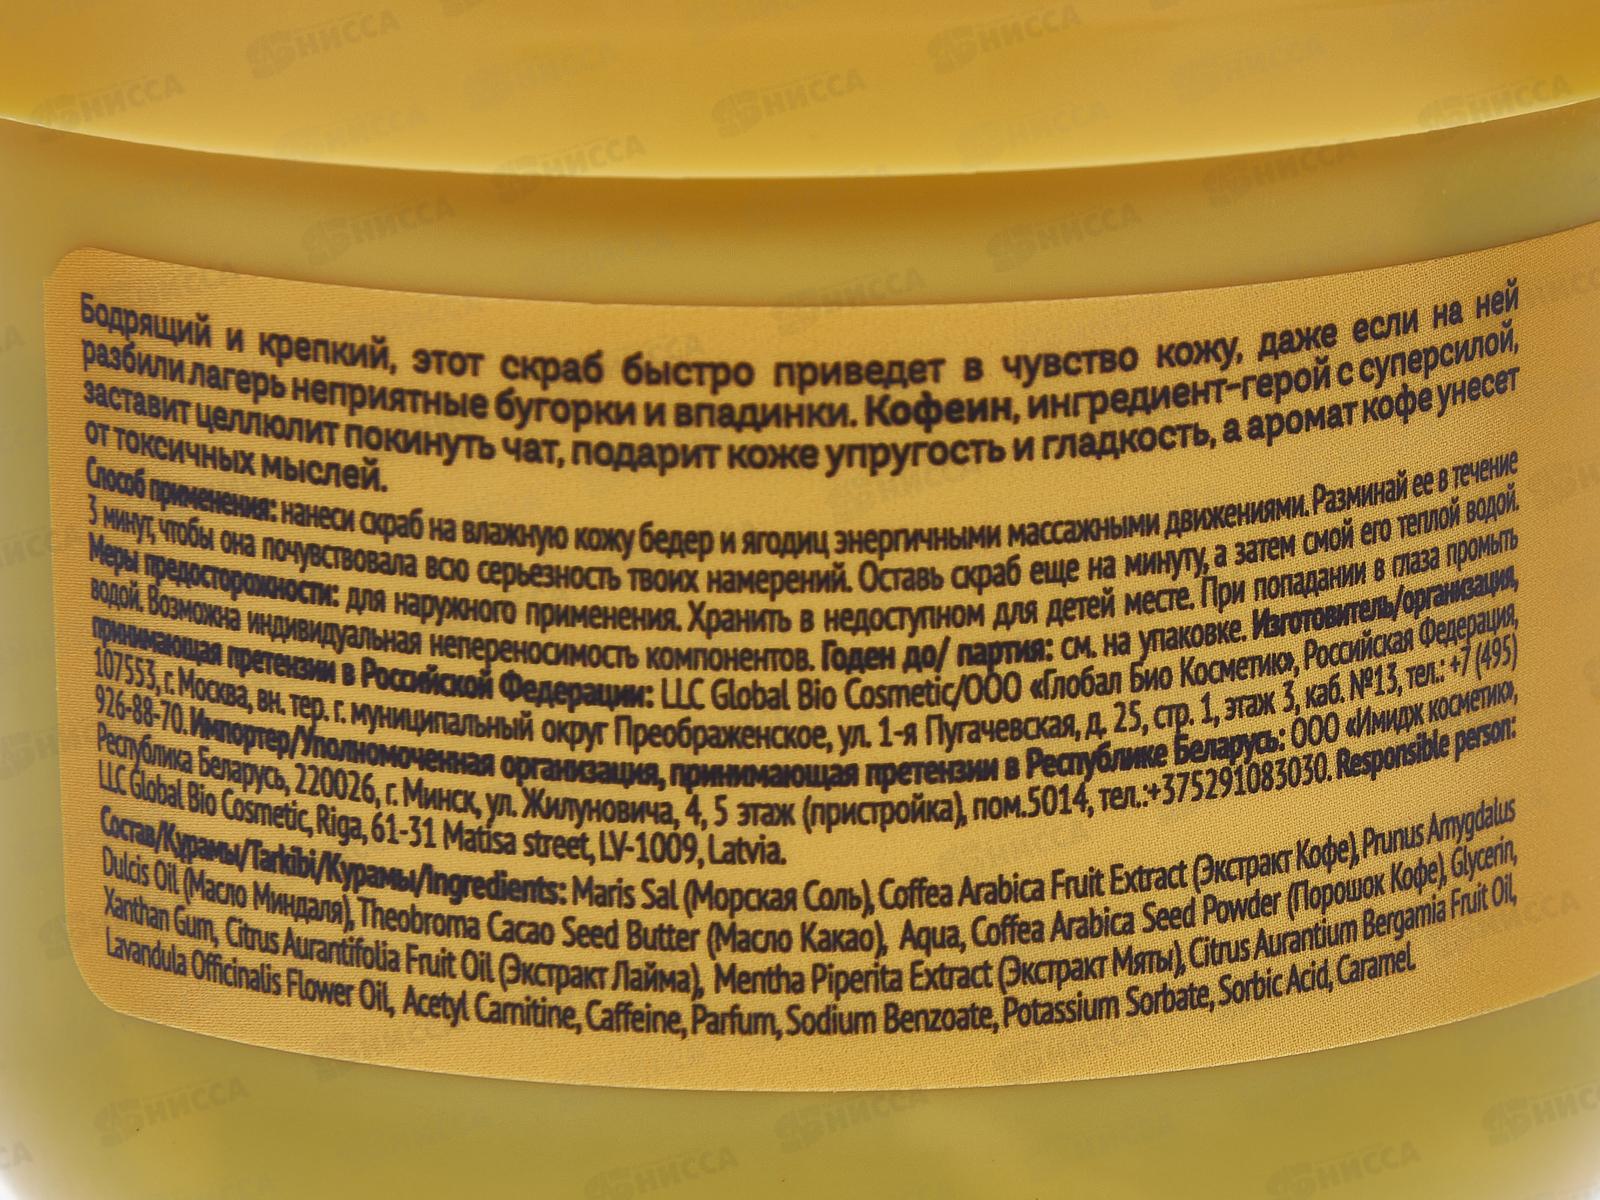 Бодрящий и крепкий, этот скраб быстро приведет в чувство кожу, даже если на ней
разбили лагерь неприятные бугорки и впадинки. Кофеин, ингредиент-герой с суперсилой,
заставит целлюлит покинуть чат, подарит коже упругость и гладкость, а аромат кофе унесет
от токсичных мыслей.
Способ применения: нанеси скраб на влажную кожу бедер и ягодиц энергичными массажными движениями. Разминай ее в течение
3 минут, чтобы она почувствовала всю серьезность твоих намерений. Оставь скраб еще на минуту, а затем смой его теплой водой.
Меры предосторожности: для наружного применения. Хранить в недоступном для детей месте. При попадании в глаза промыть
водой. Возможна индивидуальная непереносимость компонентов. Годен до/ партия: см. на упаковке. Изготовитель/организация,
принимающая претензии в Российской Федерации: LLC Global Bio Cosmetic/ООО «Глобал Био Косметик», Российская Федерация,
107553, г. Москва, вн. тер. г. муниципальный округ Преображенское, ул. 1-я Пугачевская, д. 25, стр. 1, этаж 3, каб. №13, тел.: +7 (495)
926-88-70. Импортер/Уполномоченная организация, принимающая претензии в Республике Беларусь: ООО «Имидж косметик»,
Республика Беларусь, 220026, г. Минск, ул. Жилуновича, 4, 5 этаж (пристройка), пом.5014, тел.:+375291083030. Responsible person:
LLC Global Bio Cosmetic, Riga, 61-31 Matisa street, LV-1009, Latvia.
Состав/Курамы/Tarkibi/Курамы/Ingredients: Maris Sal (Морская Соль), Coffea Arabica Fruit Extract (Экстракт Кофе), Prunus Amygdalus
Dulcis Oil (Масло Миндаля), Theobroma Cacao Seed Butter (Масло Какао), Aqua, Coffea Arabica Seed Powder (Порошок Кофе), Glycerin,
Xanthan Gum, Citrus Aurantifolia Fruit Oil (Экстракт Лайма), Mentha Piperita Extract (Экстракт Мяты), Citrus Aurantium Bergamia Fruit Oil,
Lavandula Officinalis Flower Oil, Acetyl Carnitine, Caffeine, Parfum, Sodium Benzoate, Potassium Sorbate, Sorbic Acid, Caramel.